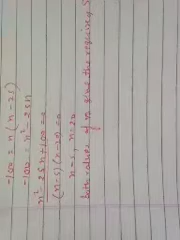 -100 = n (n - 25)
-100 = n² - 25n
n² - 25n + 100 = 0
(n-5)(n-20) = 0
n = 5, n = 20
both values of n gives the required S